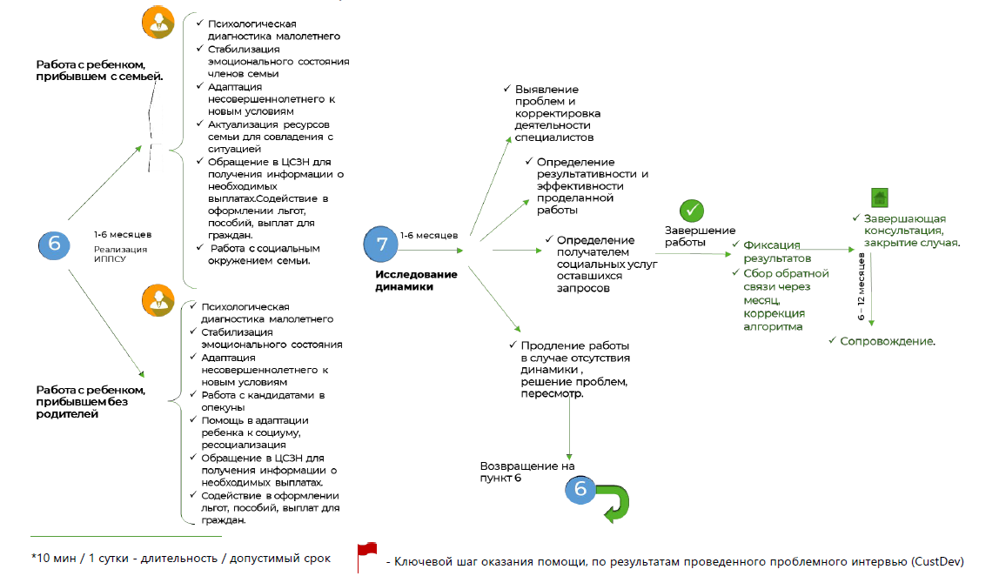 Работа с ребенком,
прибывшем с семьей.
Психологическая
диагностика малолетнего
Стабилизация
эмоционального состояния
членов семьи
Адаптация
несовершеннолетнего к
новым условиям
Актуализация ресурсов
семьи для совладения с
ситуацией
Обращение в ЦСЗН для
получения информации о
необходимых
выплатах.Содействие в
оформлении льгот,
пособий, выплат для
граждан.
Работа с социальным
окружением семьи.
6
1-6 месяцев
Реализация
ИППСУ
Работа с ребенком,
прибывшем без
родителей
Психологическая
диагностика малолетнего
Стабилизация
эмоционального состояния
Адаптация
несовершеннолетнего к
новым условиям
Работа с кандидатами в
опекуны
Помощь в адаптации
ребенка к социуму,
ресоциализация
Обращение в ЦСЗН для
получения информации о
необходимых выплатах.
Содействие в оформлении
льгот, пособий, выплат для
граждан.
7
1-6 месяцев
Исследование
динамики
Выявление
проблем и
корректировка
деятельности
специалистов
Определение
результативности и
эффективности
проделанной
работы
Определение
получателем
социальных услуг
оставшихся
запросов
Продление работы
в случае отсутствия
динамики ,
решение проблем,
пересмотр.
Возвращение на
пункт 6
6
Завершение
работы
Фиксация
результатов
Сбор обратной
связи через
месяц,
коррекция
алгоритма
Завершающая
консультация,
закрытие случая.
6 – 12 месяцев
Сопровождение.
*10 мин / 1 сутки - длительность / допустимый срок
- Ключевой шаг оказания помощи, по результатам проведенного проблемного интервью (CustDev)